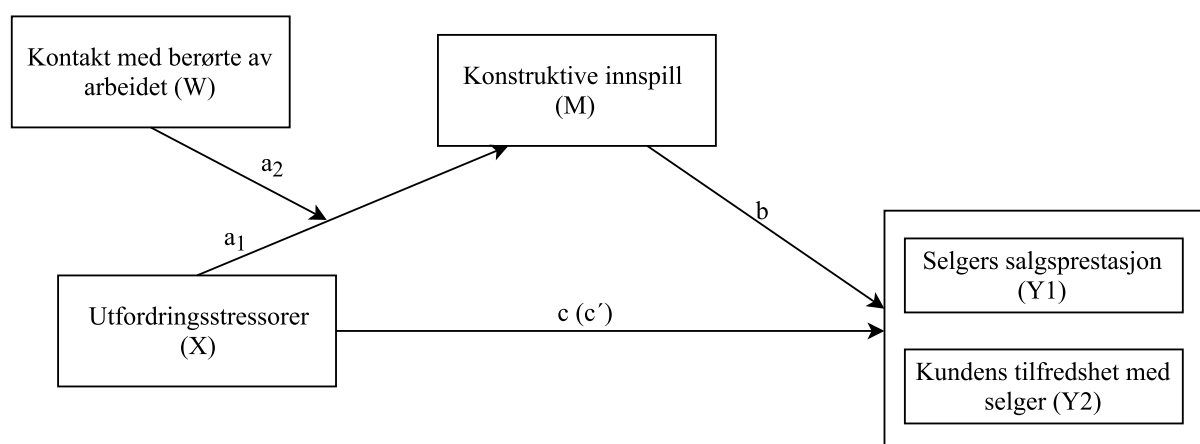 Kontakt med berørte av
arbeidet (W)
Konstruktive innspill
(M)
a2
a1
b
Utfordringsstressorer
(X)
c (c´)
Selgers salgsprestasjon
(Y1)
Kundens tilfredshet med
selger (Y2)